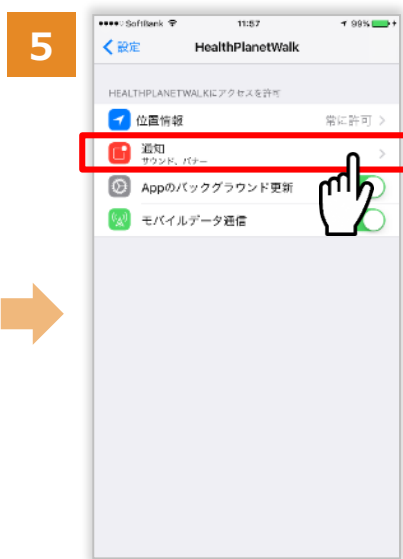 5
SoftBank 11:57 99%
設定 HealthPlanetWalk
HEALTHPLANETWALKにアクセスを許可
位置情報 常に許可
通知
サウンド、バナー
Appのバックグラウンド更新
モバイルデータ通信